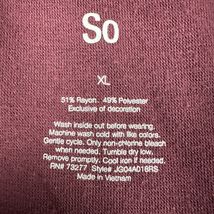 So
XL
51% Rayon. 49% Polyester
Exclusive of decoration
Wash inside out before wearing.
Machine wash cold with like colors.
Gentle cycle. Only non-chlorine bleach
when needed. Tumble dry low.
Remove promptly. Cool iron if needed.
RN# 73277 Style# JG04A016RS
Made in Vietnam